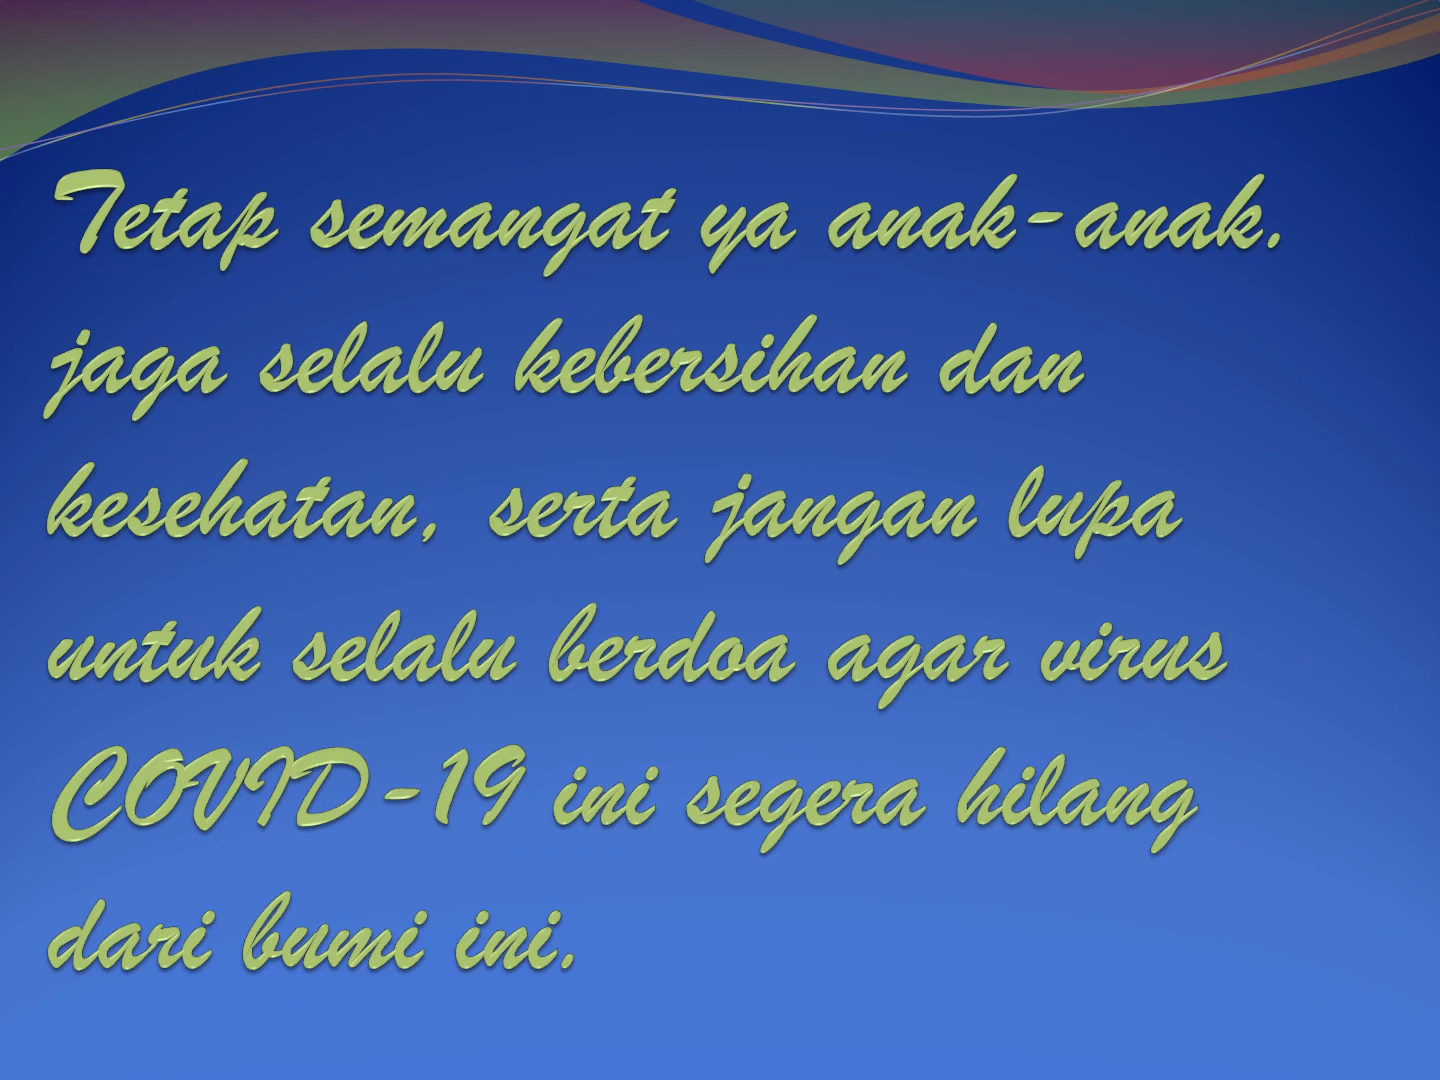 Tetap semangat ya anak-anak.
jaga selalu kebersihan dan
kesehatan, serta jangan lupa
untuk selalu berdoa agar virus
COVID-19 ini segera hilang
dari bumi ini.